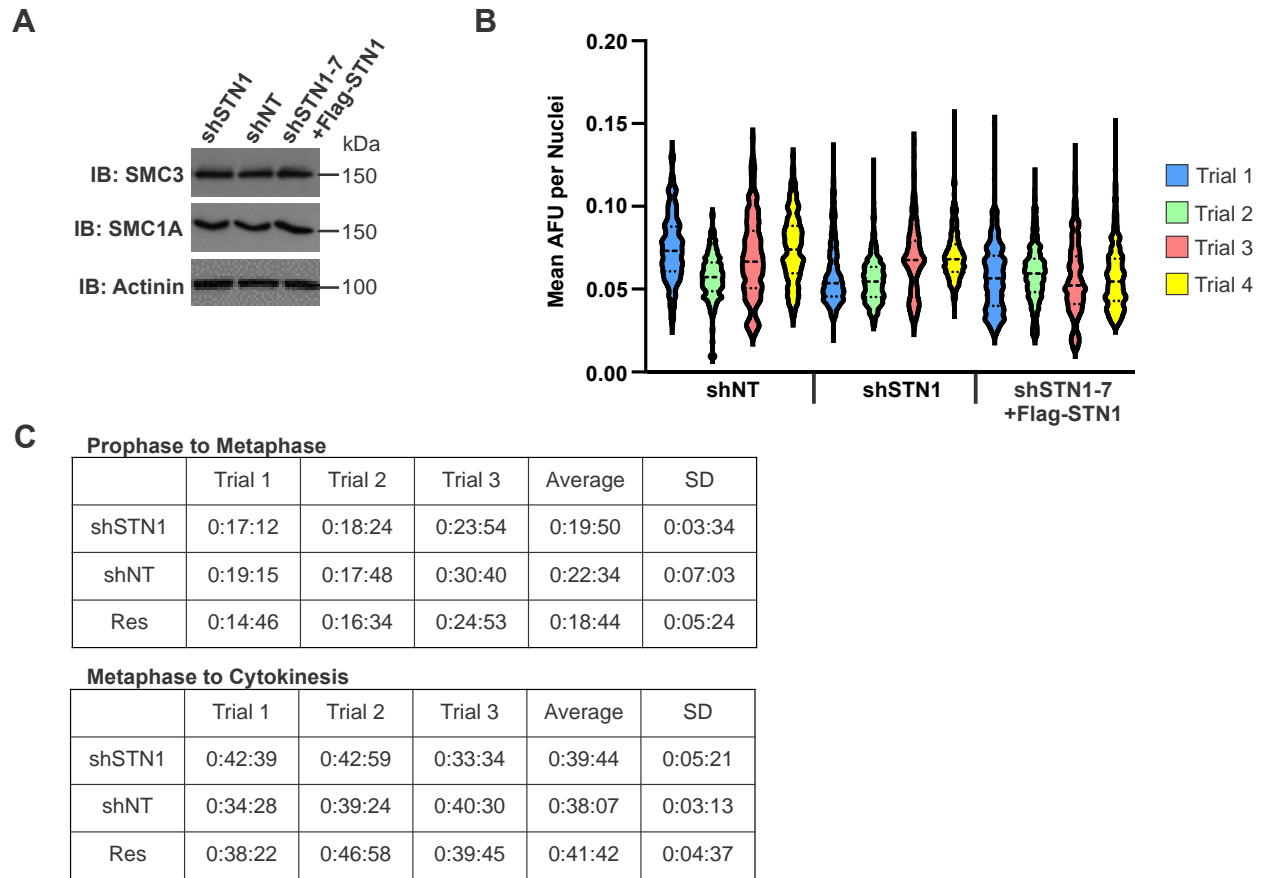 A
shSTN1
shNT
shSTN1-7
+Flag-STN1
kDa
IB: SMC3
150
IB: SMC1A
150
IB: Actinin
100
B
Mean AFU per Nuclei
0.20
0.15
0.10
0.05
0.00
shNT
shSTN1
shSTN1-7
+Flag-STN1
Trial 1
Trial 2
Trial 3
Trial 4
C
Prophase to Metaphase
Trial 1 Trial 2 Trial 3 Average SD
shSTN1 0:17:12 0:18:24 0:23:54 0:19:50 0:03:34
shNT 0:19:15 0:17:48 0:30:40 0:22:34 0:07:03
Res 0:14:46 0:16:34 0:24:53 0:18:44 0:05:24
Metaphase to Cytokinesis
Trial 1 Trial 2 Trial 3 Average SD
shSTN1 0:42:39 0:42:59 0:33:34 0:39:44 0:05:21
shNT 0:34:28 0:39:24 0:40:30 0:38:07 0:03:13
Res 0:38:22 0:46:58 0:39:45 0:41:42 0:04:37